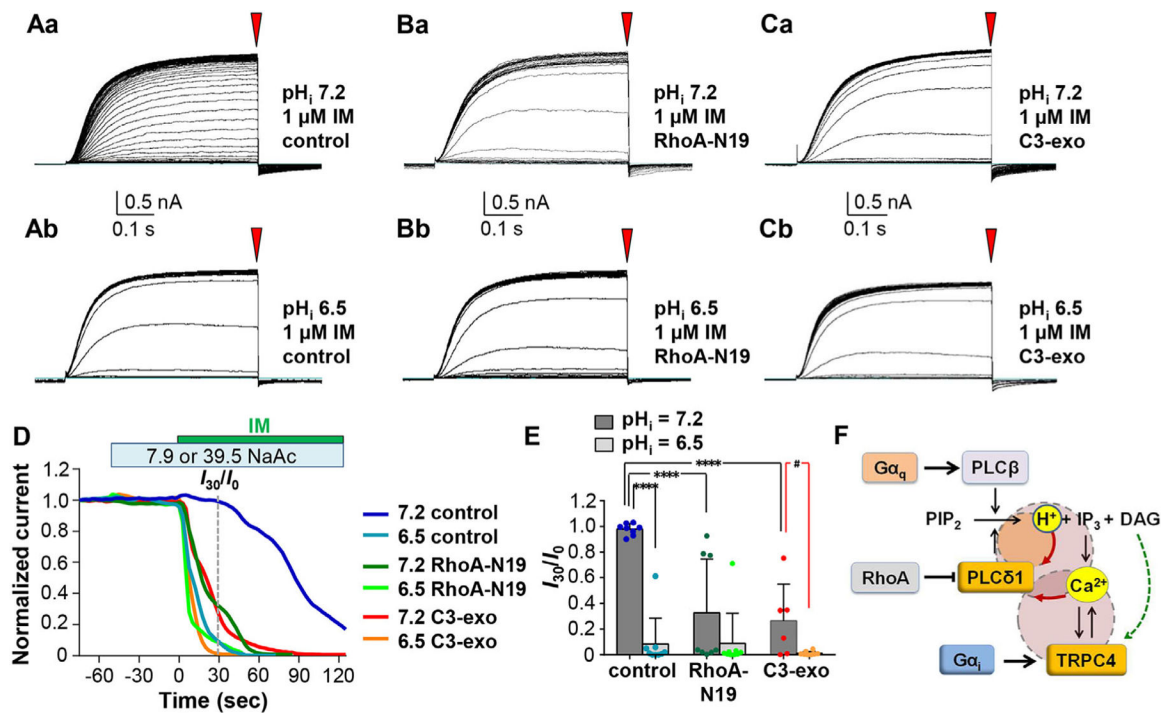 Aa
pHi 7.2
1 µM IM
control
0.5 nA
0.1 s
Ba
pHi 7.2
1 µM IM
RhoA-N19
Ca
pHi 7.2
1 µM IM
C3-exo
0.5 nA
0.1 s
0.5 nA
0.1 s
Ab
pHi 6.5
1 µM IM
control
Bb
pHi 6.5
1 µM IM
RhoA-N19
Cb
pHi 6.5
1 µM IM
C3-exo
D
IM
7.9 or 39.5 NaAc
I30/I0
Normalized current
1.2
1.0
0.8
0.6
0.4
0.2
0
-60 -30 0 30 60 90 120
Time (sec)
7.2 control
6.5 control
7.2 RhoA-N19
6.5 RhoA-N19
7.2 C3-exo
6.5 C3-exo
E
pHi = 7.2
pHi = 6.5
I30/I0
1.2
1.0
0.8
0.6
0.4
0.2
0
****
****
****
#
control
RhoA-
N19
C3-exo
F
Gαq
PLCβ
PIP2
H+ + IP3 + DAG
RhoA
PLCδ1
Ca2+
Gαi
TRPC4